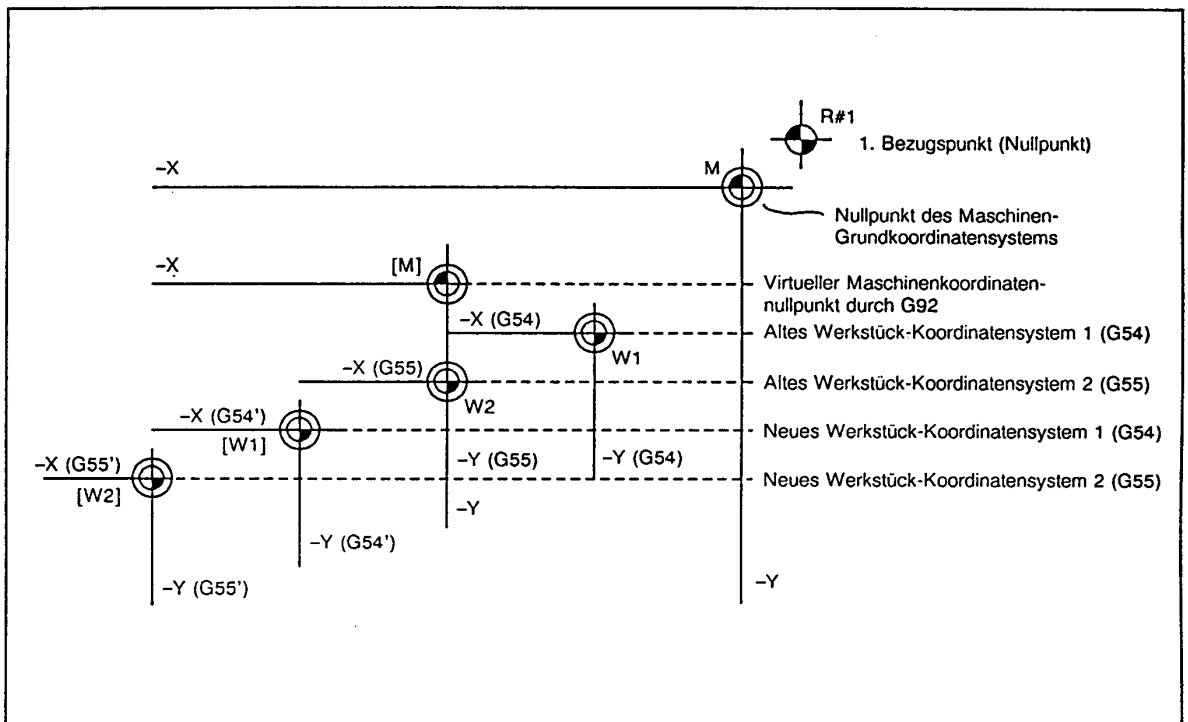 R#1
1. Bezugspunkt (Nullpunkt)
–X
M
Nullpunkt des Maschinen-
Grundkoordinatensystems
–X
[M]
Virtueller Maschinenkoordinaten-
nullpunkt durch G92
–X (G54)
Altes Werkstück-Koordinatensystem 1 (G54)
W1
–X (G55)
Altes Werkstück-Koordinatensystem 2 (G55)
W2
–X (G54')
Neues Werkstück-Koordinatensystem 1 (G54)
[W1]
–X (G55')
–Y (G55)
–Y (G54)
Neues Werkstück-Koordinatensystem 2 (G55)
[W2]
–Y
–Y (G54')
–Y (G55')
–Y